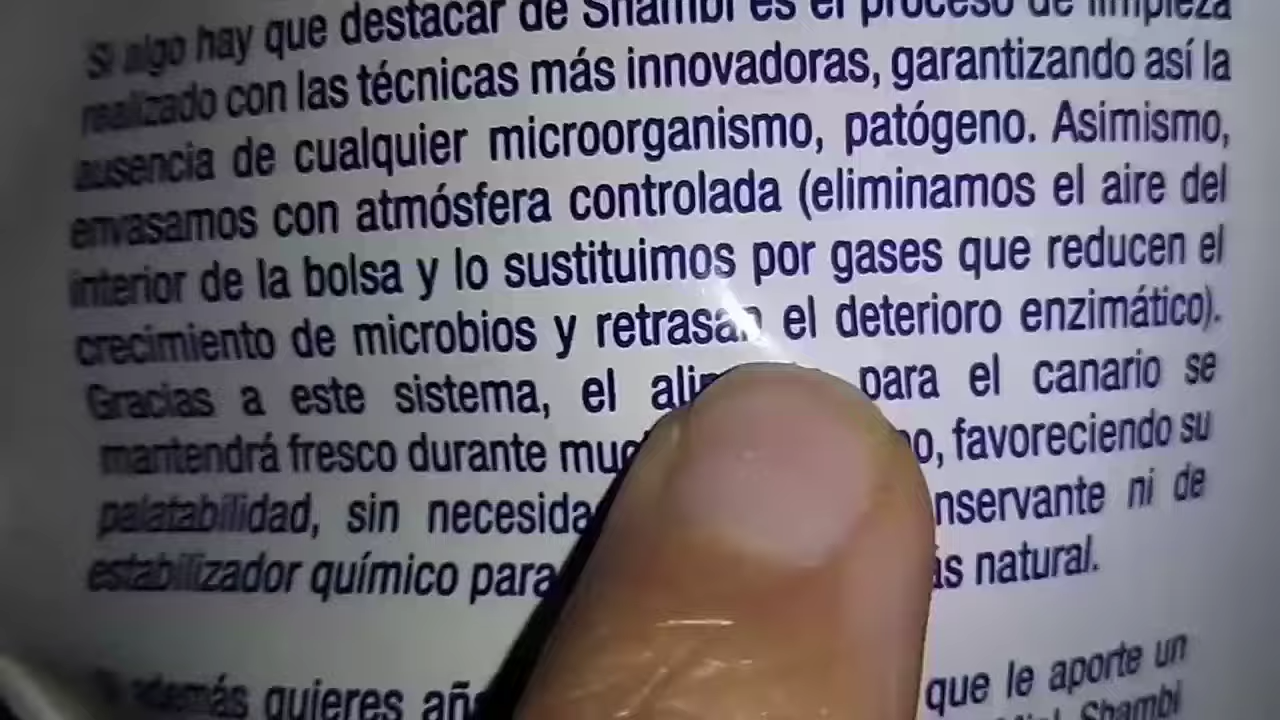 Si algo hay que destacar de Shambi es el proceso de limpieza
realizado con las técnicas más innovadoras, garantizando así la
ausencia de cualquier microorganismo, patógeno. Asimismo,
envasamos con atmósfera controlada (eliminamos el aire del
interior de la bolsa y lo sustituimos por gases que reducen el
crecimiento de microbios y retrasan el deterioro enzimático).
Gracias a este sistema, el para el canario se
mantendrá fresco durante favoreciendo su
palatabilidad, sin ni de
estabilizador químico para natural.
además quieres que le aporte un
Shambi